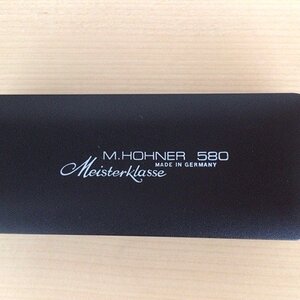 M.HOHNER 580
MADE IN GERMANY
Meisterklasse